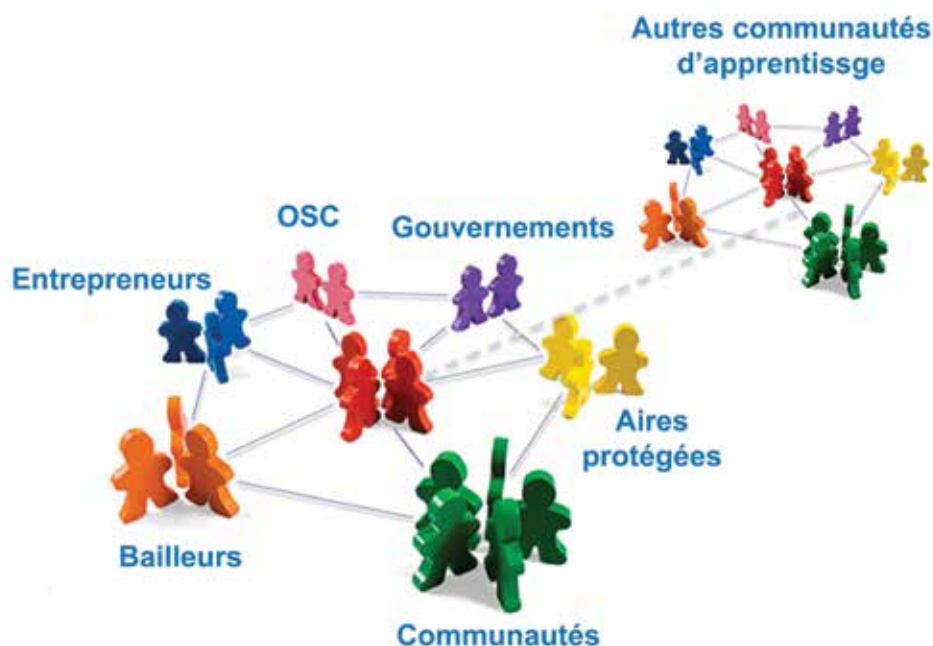 Autres communautés
d'apprentissge
OSC
Gouvernements
Entrepreneurs
Aires
protégées
Bailleurs
Communautés